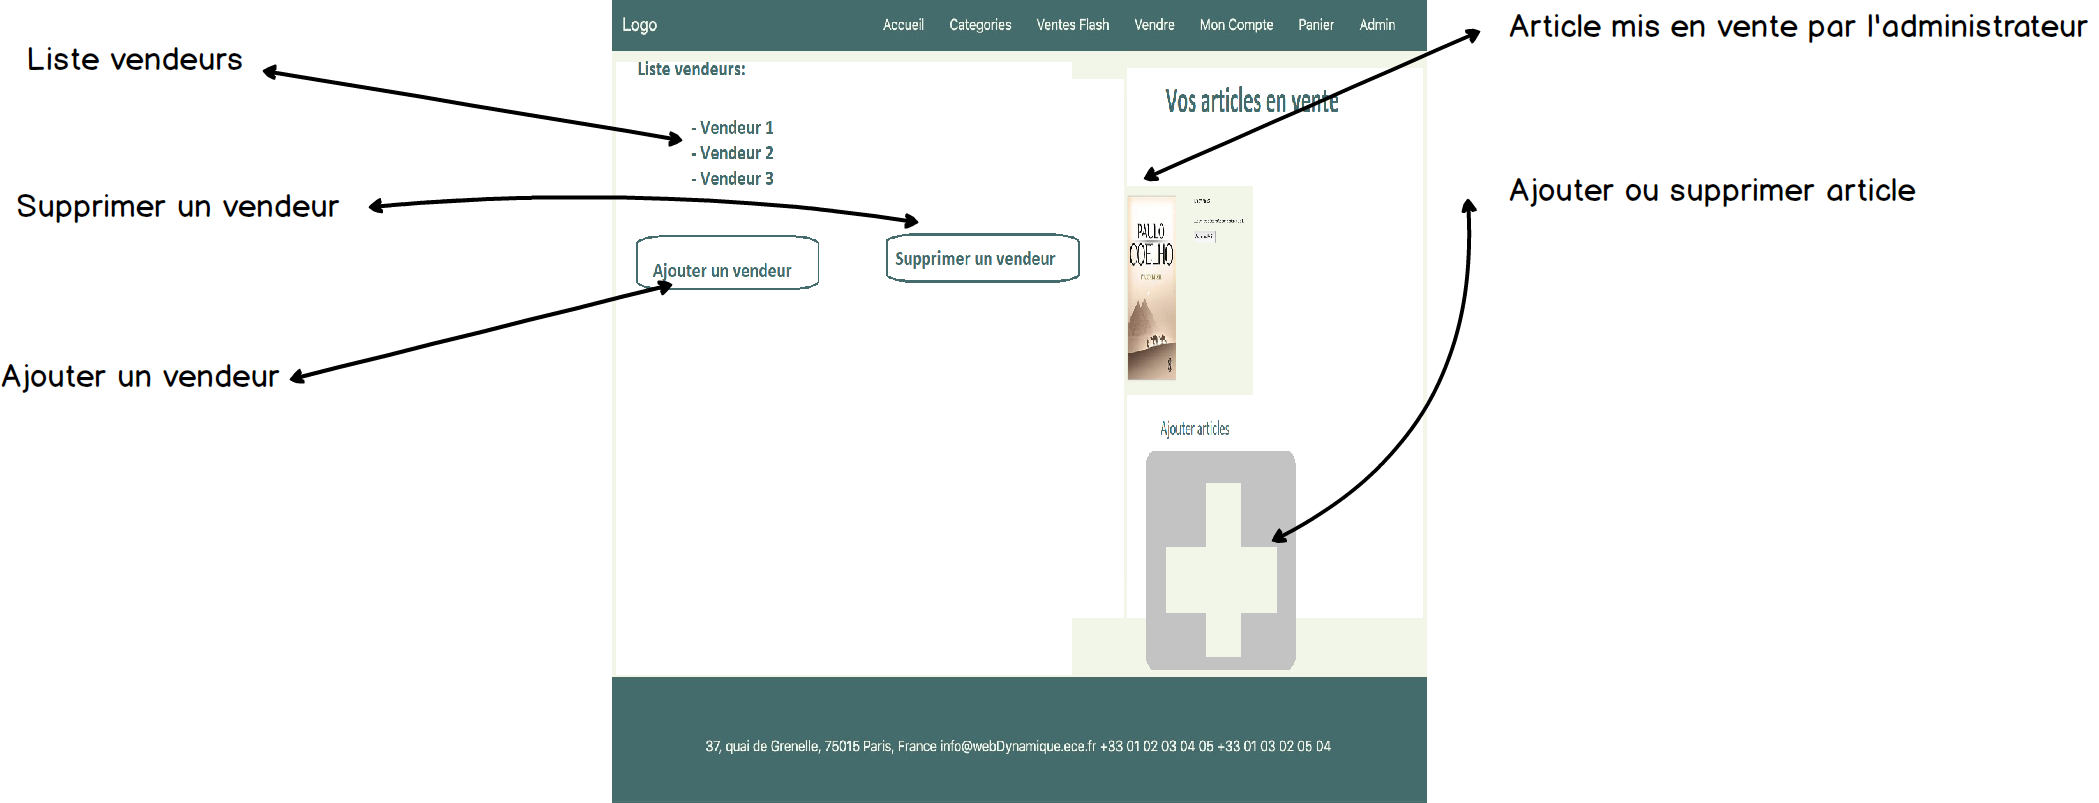 Logo
Accueil Categories Ventes Flash Vendre Mon Compte Panier Admin
Article mis en vente par l'administrateur
Liste vendeurs
Liste vendeurs:
Vos articles en vente
- Vendeur 1
- Vendeur 2
- Vendeur 3
Ajouter ou supprimer article
Supprimer un vendeur
PAULO
COELHO
Ajouter un vendeur
Supprimer un vendeur
Ajouter un vendeur
Ajouter articles
37, quai de Grenelle, 75015 Paris, France info@webDynamique.ece.fr +33 01 02 03 04 05 +33 01 03 02 05 04